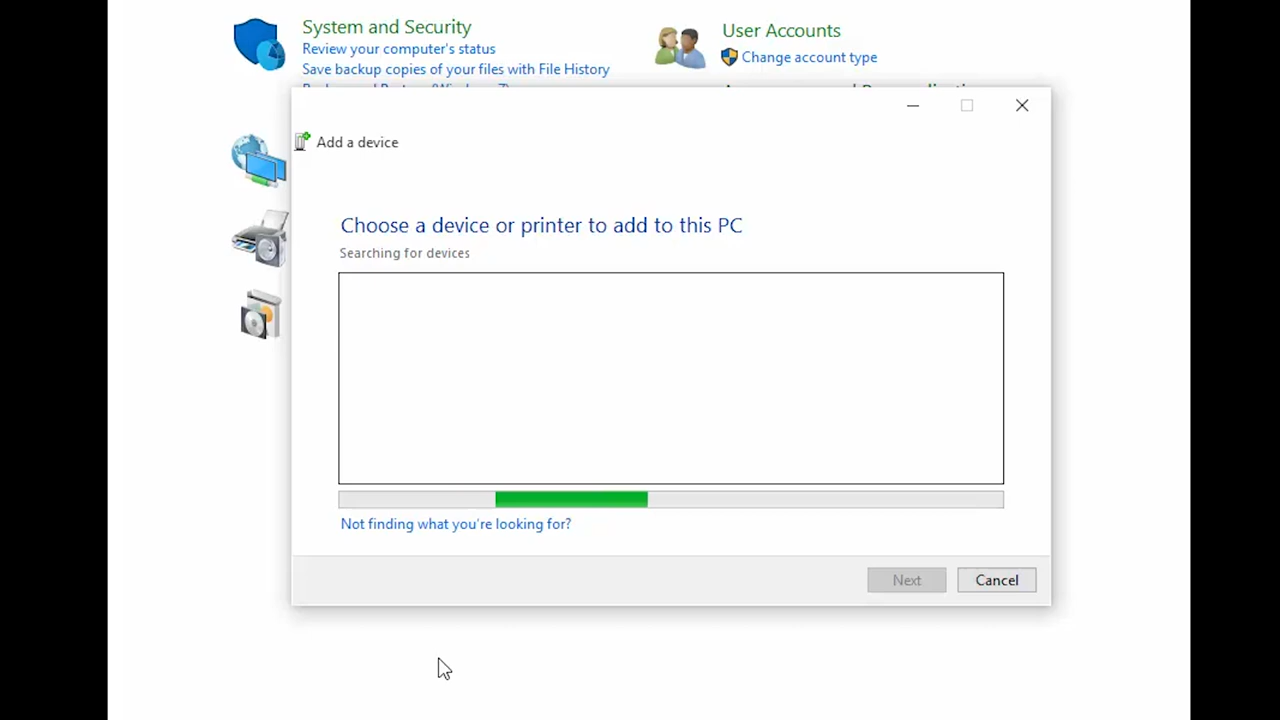 System and Security
Review your computer's status
Save backup copies of your files with File History
User Accounts
Change account type
Add a device
Choose a device or printer to add to this PC
Searching for devices
Not finding what you're looking for?
Next
Cancel